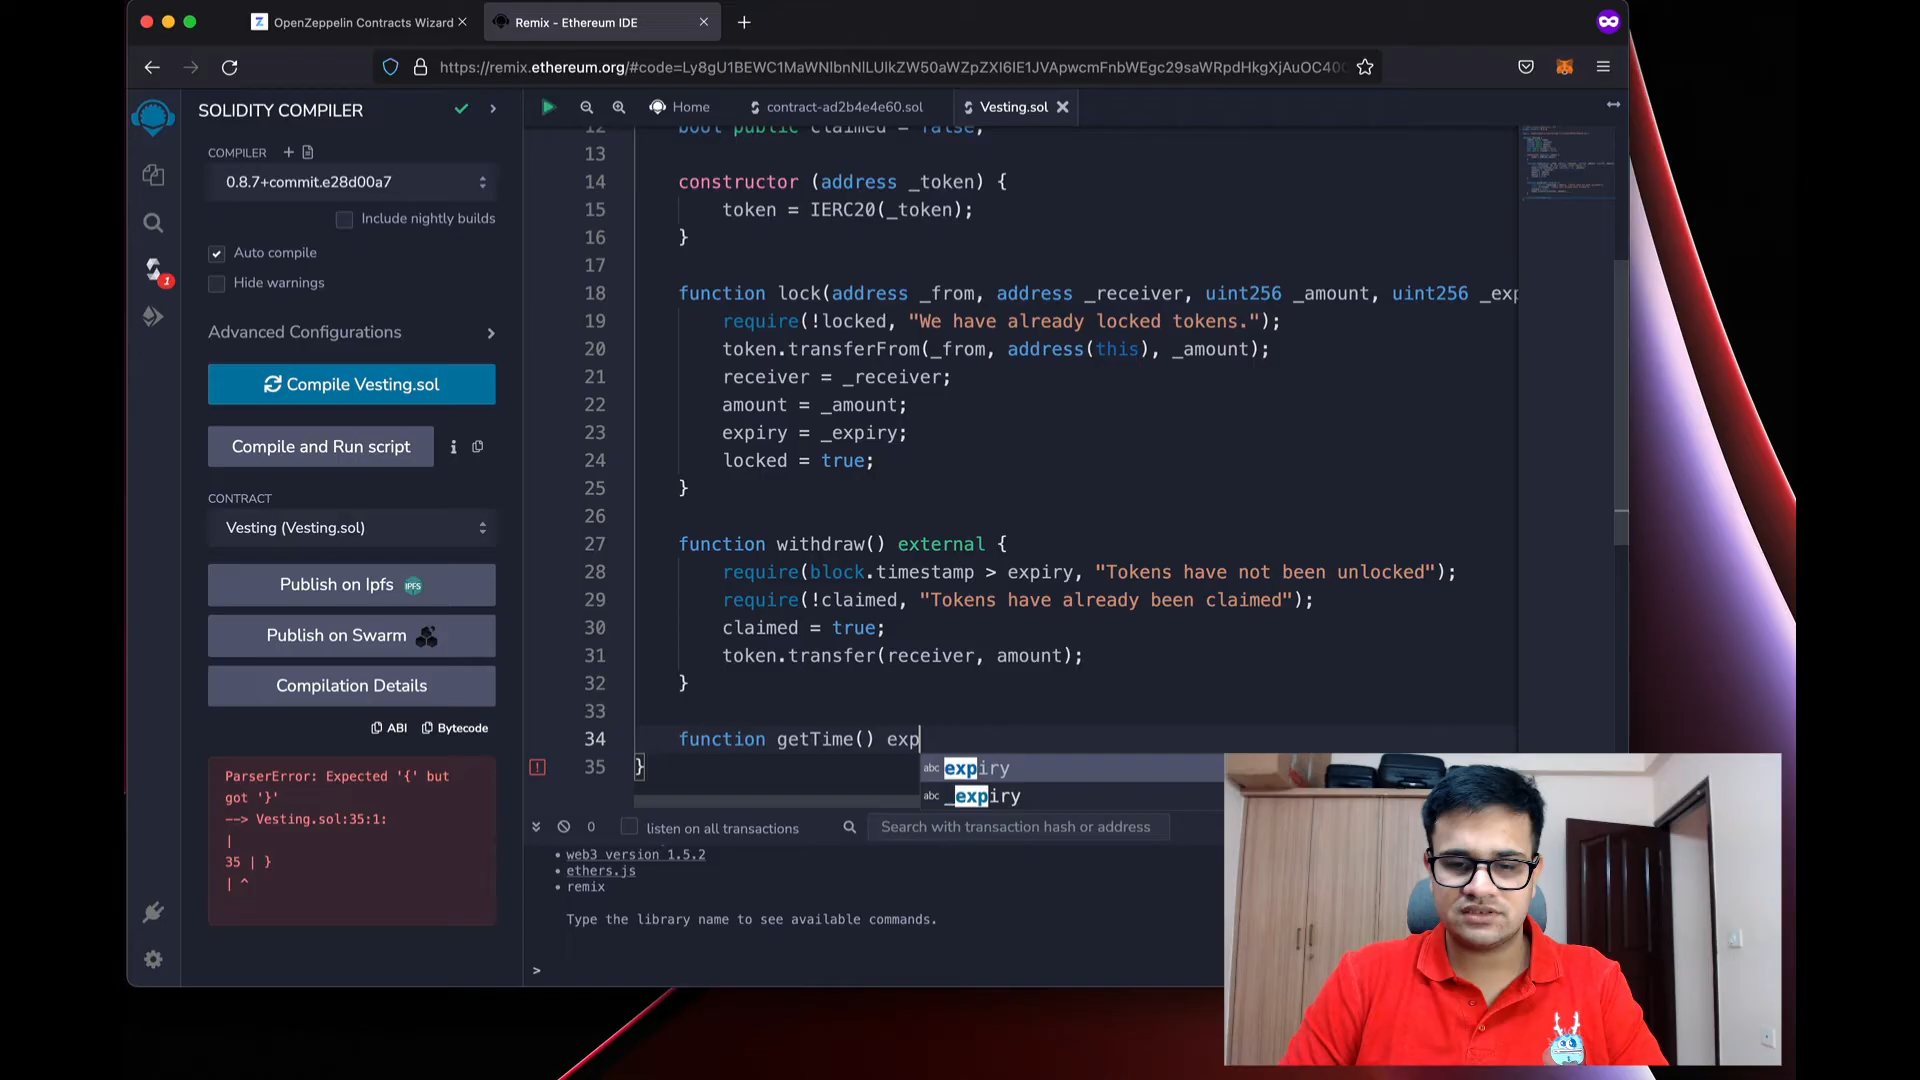 OpenZeppelin Contracts Wizard
Remix - Ethereum IDE
https://remix.ethereum.org/#code=Ly8gU1BEWC1MaWNlbnNlLUlkZW50aWZpZXI6IE1JVApwcmFnbWEgc29saWRpdHkgXjAuOC40O
SOLIDITY COMPILER
Home
contract-ad2b4e4e60.sol
Vesting.sol
COMPILER
0.8.7+commit.e28d00a7
Include nightly builds
Auto compile
Hide warnings
Advanced Configurations
Compile Vesting.sol
Compile and Run script
CONTRACT
Vesting (Vesting.sol)
Publish on Ipfs
IPFS
Publish on Swarm
Compilation Details
ABI
Bytecode
ParserError: Expected '{' but
got '}'
--> Vesting.sol:35:1:
|
35 | }
| ^
1
12 bool public claimed = false;
13
14 constructor (address _token) {
15 token = IERC20(_token);
16 }
17
18 function lock(address _from, address _receiver, uint256 _amount, uint256 _exp
19 require(!locked, "We have already locked tokens.");
20 token.transferFrom(_from, address(this), _amount);
21 receiver = _receiver;
22 amount = _amount;
23 expiry = _expiry;
24 locked = true;
25 }
26
27 function withdraw() external {
28 require(block.timestamp > expiry, "Tokens have not been unlocked");
29 require(!claimed, "Tokens have already been claimed");
30 claimed = true;
31 token.transfer(receiver, amount);
32 }
33
34 function getTime() exp
35 }
abc expiry
abc _expiry
0
listen on all transactions
Search with transaction hash or address
• web3 version 1.5.2
• ethers.js
• remix
Type the library name to see available commands.
>